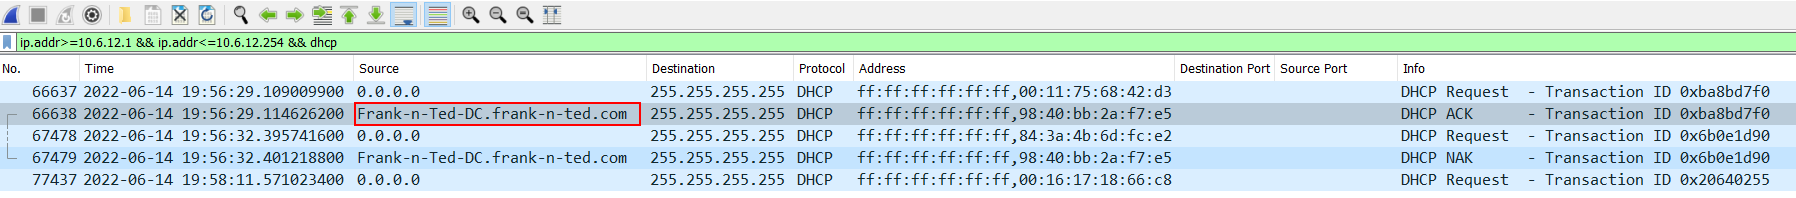 ip.addr>=10.6.12.1 && ip.addr<=10.6.12.254 && dhcp
No. Time Source Destination Protocol Address Destination Port Source Port Info
66637 2022-06-14 19:56:29.109009900 0.0.0.0 255.255.255.255 DHCP ff:ff:ff:ff:ff:ff,00:11:75:68:42:d3 DHCP Request - Transaction ID 0xba8bd7f0
66638 2022-06-14 19:56:29.114626200 Frank-n-Ted-DC.frank-n-ted.com 255.255.255.255 DHCP ff:ff:ff:ff:ff:ff,98:40:bb:2a:f7:e5 DHCP ACK - Transaction ID 0xba8bd7f0
67478 2022-06-14 19:56:32.395741600 0.0.0.0 255.255.255.255 DHCP ff:ff:ff:ff:ff:ff,84:3a:4b:6d:fc:e2 DHCP Request - Transaction ID 0x6b0e1d90
67479 2022-06-14 19:56:32.401218800 Frank-n-Ted-DC.frank-n-ted.com 255.255.255.255 DHCP ff:ff:ff:ff:ff:ff,98:40:bb:2a:f7:e5 DHCP NAK - Transaction ID 0x6b0e1d90
77437 2022-06-14 19:58:11.571023400 0.0.0.0 255.255.255.255 DHCP ff:ff:ff:ff:ff:ff,00:16:17:18:66:c8 DHCP Request - Transaction ID 0x20640255